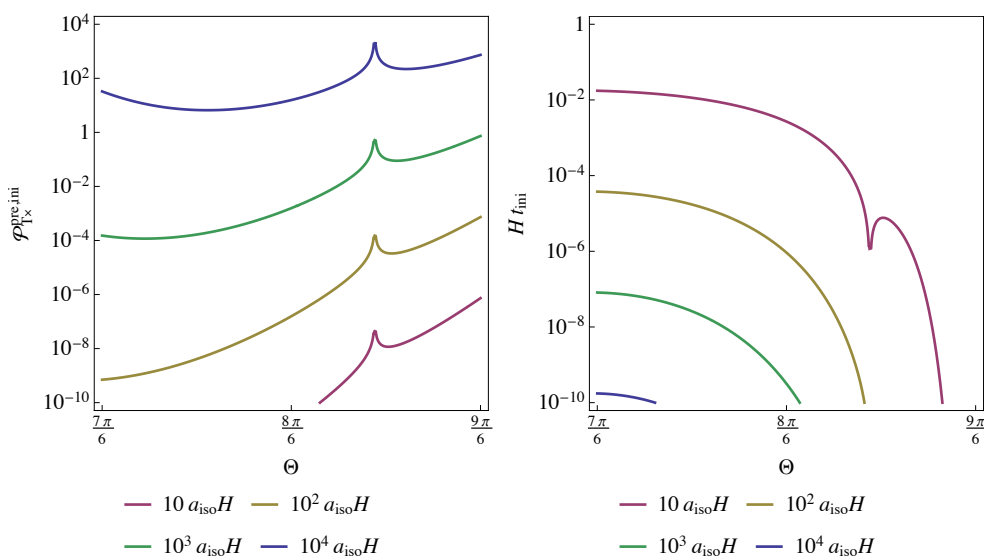 10^4
10^2
1
10^−2
10^−4
10^−6
10^−8
10^−10
𝒫_T×^pre,ini
7π/6
8π/6
9π/6
Θ
10 a_iso H
10^2 a_iso H
10^3 a_iso H
10^4 a_iso H
1
10^−2
10^−4
10^−6
10^−8
10^−10
H t_ini
7π/6
8π/6
9π/6
Θ
10 a_iso H
10^2 a_iso H
10^3 a_iso H
10^4 a_iso H